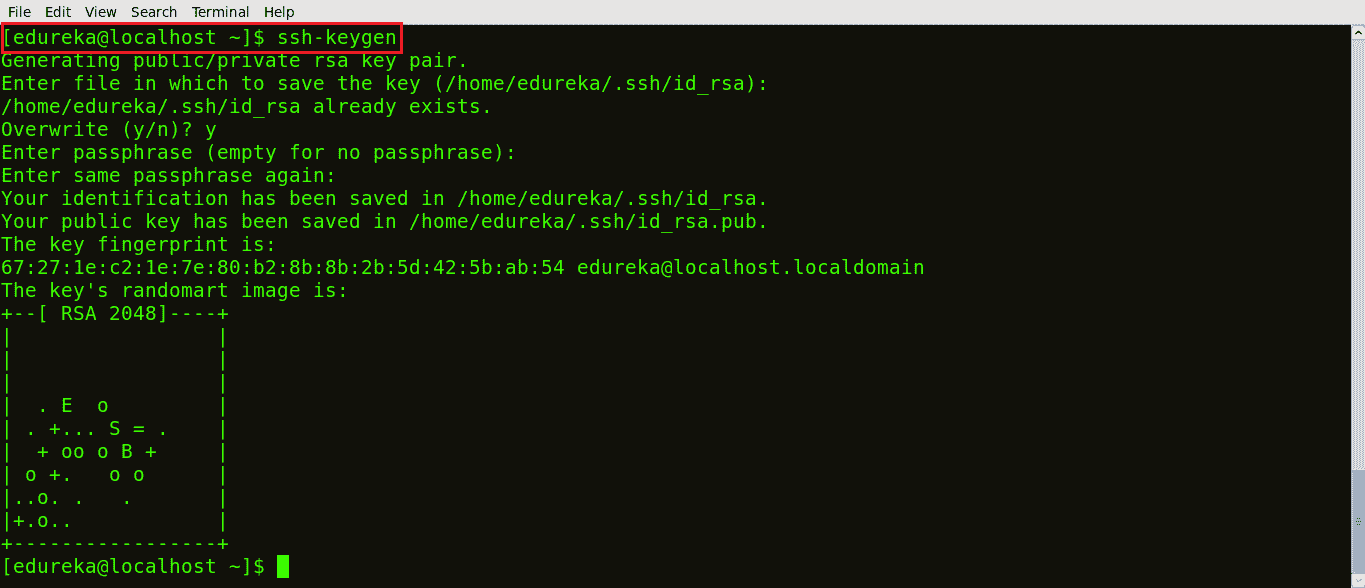 File Edit View Search Terminal Help
[edureka@localhost ~]$ ssh-keygen
Generating public/private rsa key pair.
Enter file in which to save the key (/home/edureka/.ssh/id_rsa):
/home/edureka/.ssh/id_rsa already exists.
Overwrite (y/n)? y
Enter passphrase (empty for no passphrase):
Enter same passphrase again:
Your identification has been saved in /home/edureka/.ssh/id_rsa.
Your public key has been saved in /home/edureka/.ssh/id_rsa.pub.
The key fingerprint is:
67:27:1e:c2:1e:7e:80:b2:8b:8b:2b:5d:42:5b:ab:54 edureka@localhost.localdomain
The key's randomart image is:
+--[ RSA 2048]----+
|                 |
|                 |
|                 |
|  . E  o         |
| . +... S = .    |
|  + oo o B +     |
| o +.   o o      |
|..o. .   .       |
|+.o..            |
+-----------------+
[edureka@localhost ~]$